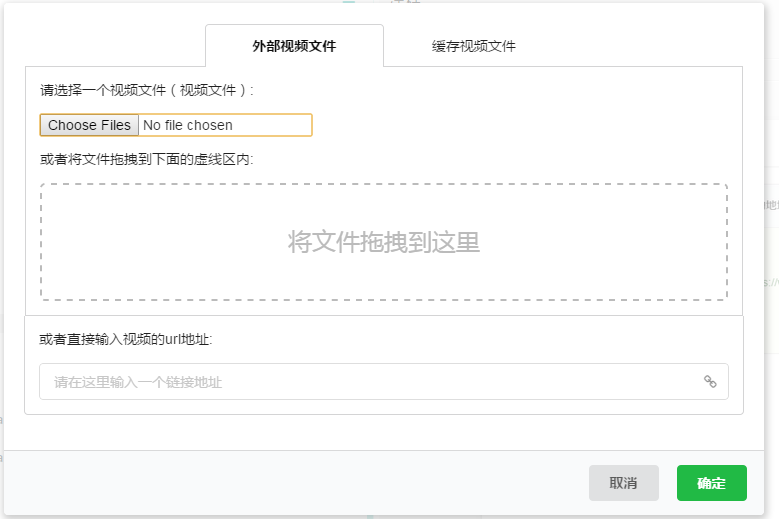 外部视频文件
缓存视频文件
请选择一个视频文件（视频文件）:
Choose Files No file chosen
或者将文件拖拽到下面的虚线区内:
将文件拖拽到这里
或者直接输入视频的url地址:
请在这里输入一个链接地址
取消
确定